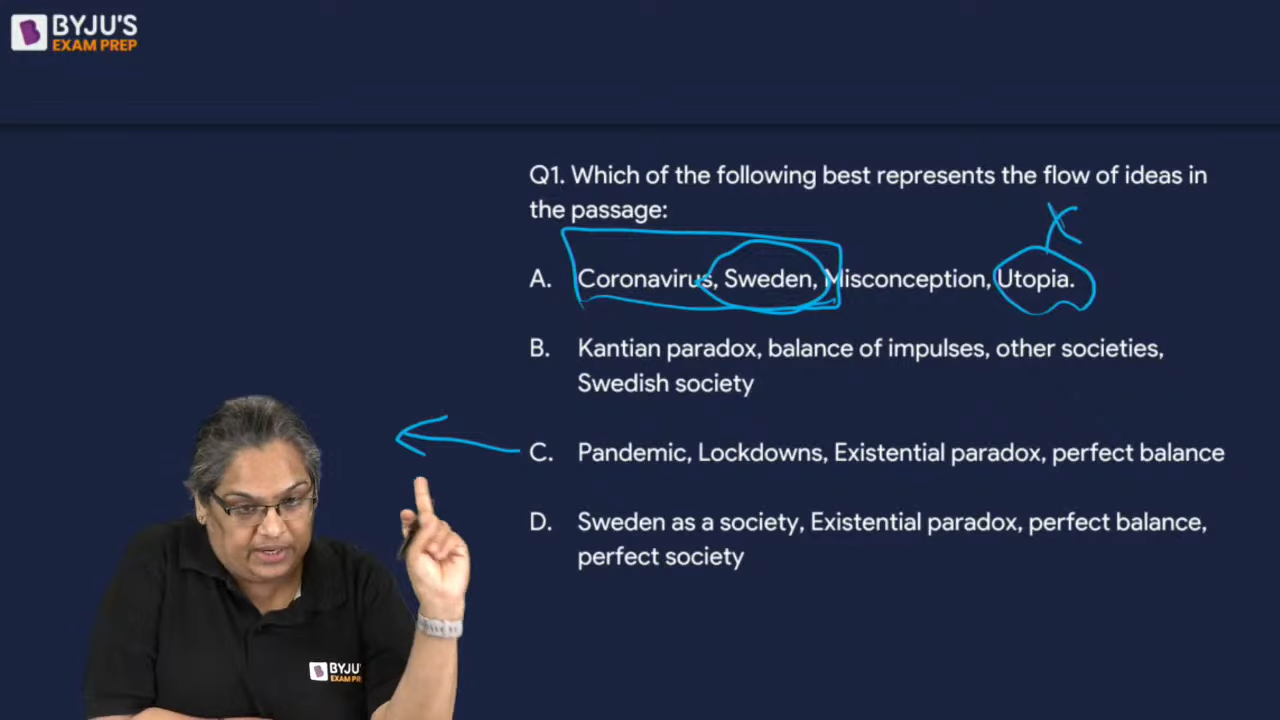 BYJU'S
EXAM PREP
Q1. Which of the following best represents the flow of ideas in
the passage:
A. Coronavirus, Sweden, Misconception, Utopia.
B. Kantian paradox, balance of impulses, other societies,
Swedish society
C. Pandemic, Lockdowns, Existential paradox, perfect balance
D. Sweden as a society, Existential paradox, perfect balance,
perfect society
BYJU'
EXAM PRE